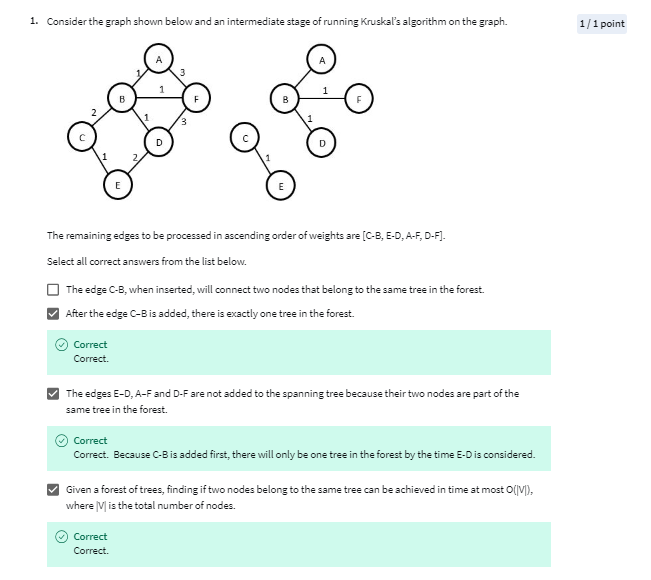 1. Consider the graph shown below and an intermediate stage of running Kruskal's algorithm on the graph.
1 / 1 point
A
A
1
3
1
1
B
F
B
F
2
1
3
1
C
D
C
D
1
2
1
E
E
The remaining edges to be processed in ascending order of weights are [C-B, E-D, A-F, D-F].
Select all correct answers from the list below.
The edge C-B, when inserted, will connect two nodes that belong to the same tree in the forest.
After the edge C–B is added, there is exactly one tree in the forest.
Correct
Correct.
The edges E–D, A–F and D-F are not added to the spanning tree because their two nodes are part of the
same tree in the forest.
Correct
Correct. Because C-B is added first, there will only be one tree in the forest by the time E-D is considered.
Given a forest of trees, finding if two nodes belong to the same tree can be achieved in time at most O(|V|),
where |V| is the total number of nodes.
Correct
Correct.